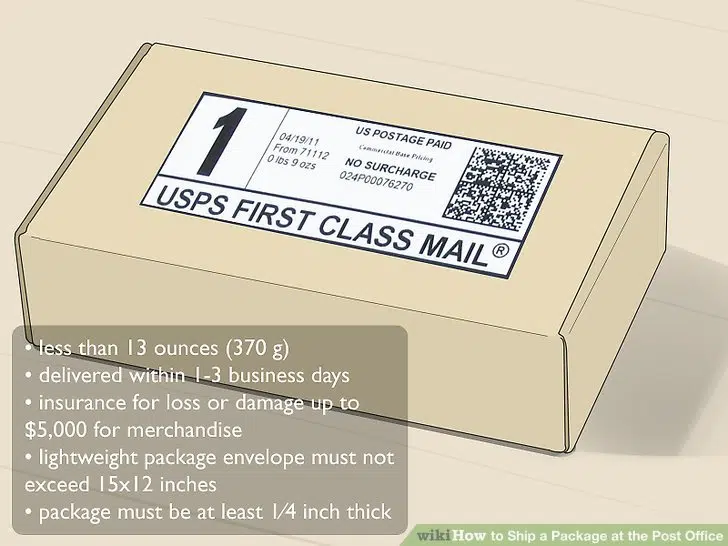 1
04/19/11
From 71112
0 lbs 9 ozs
US POSTAGE PAID
Commercial Base Pricing
NO SURCHARGE
024P00076270
USPS FIRST CLASS MAIL®
• less than 13 ounces (370 g)
• delivered within 1-3 business days
• insurance for loss or damage up to
$5,000 for merchandise
• lightweight package envelope must not
exceed 15x12 inches
• package must be at least 1⁄4 inch thick
wikiHow to Ship a Package at the Post Office